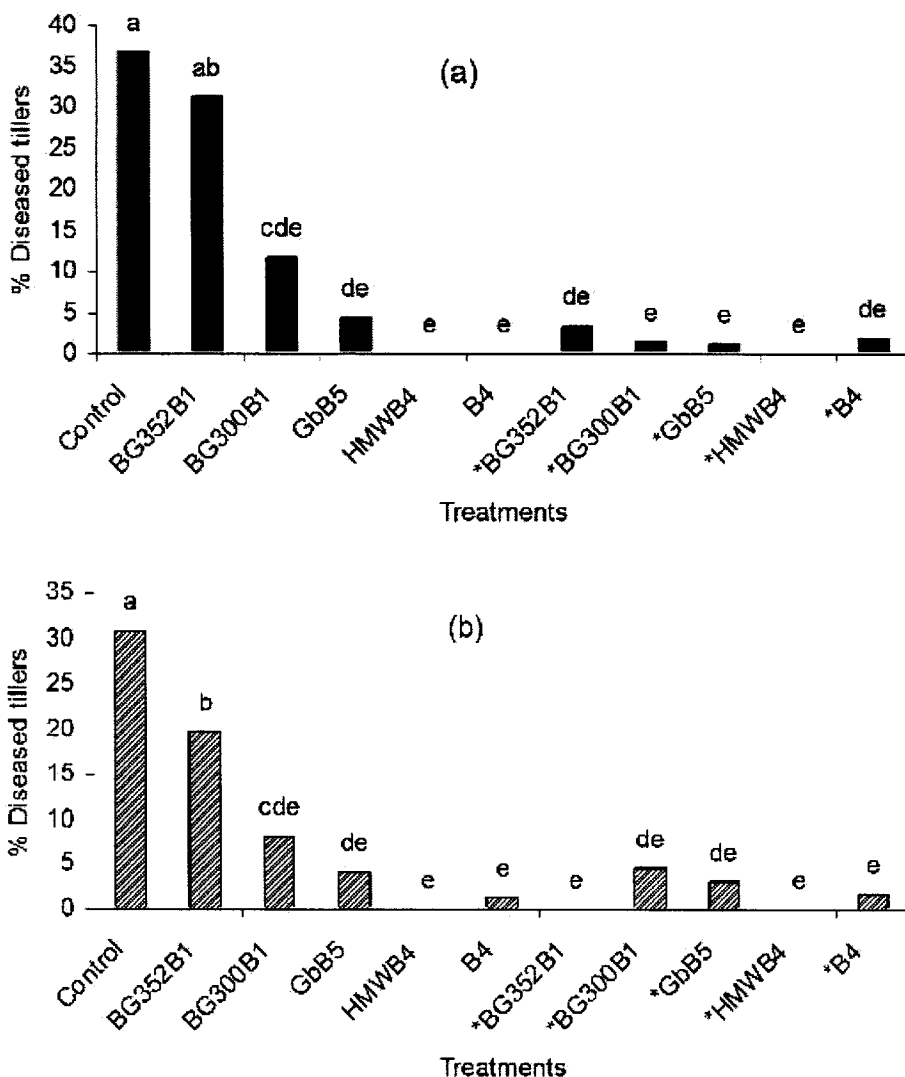 40
35
30
25
20
15
10
5
0
% Diseased tillers
(a)
a
ab
cde
de
e
e
de
e
e
e
de
Control
BG352B1
BG300B1
GbB5
HMWB4
B4
*BG352B1
*BG300B1
*GbB5
*HMWB4
*B4
Treatments
35
30
25
20
15
10
5
0
% Diseased tillers
(b)
a
b
cde
de
e
e
e
de
de
e
e
Control
BG352B1
BG300B1
GbB5
HMWB4
B4
*BG352B1
*BG300B1
*GbB5
*HMWB4
*B4
Treatments